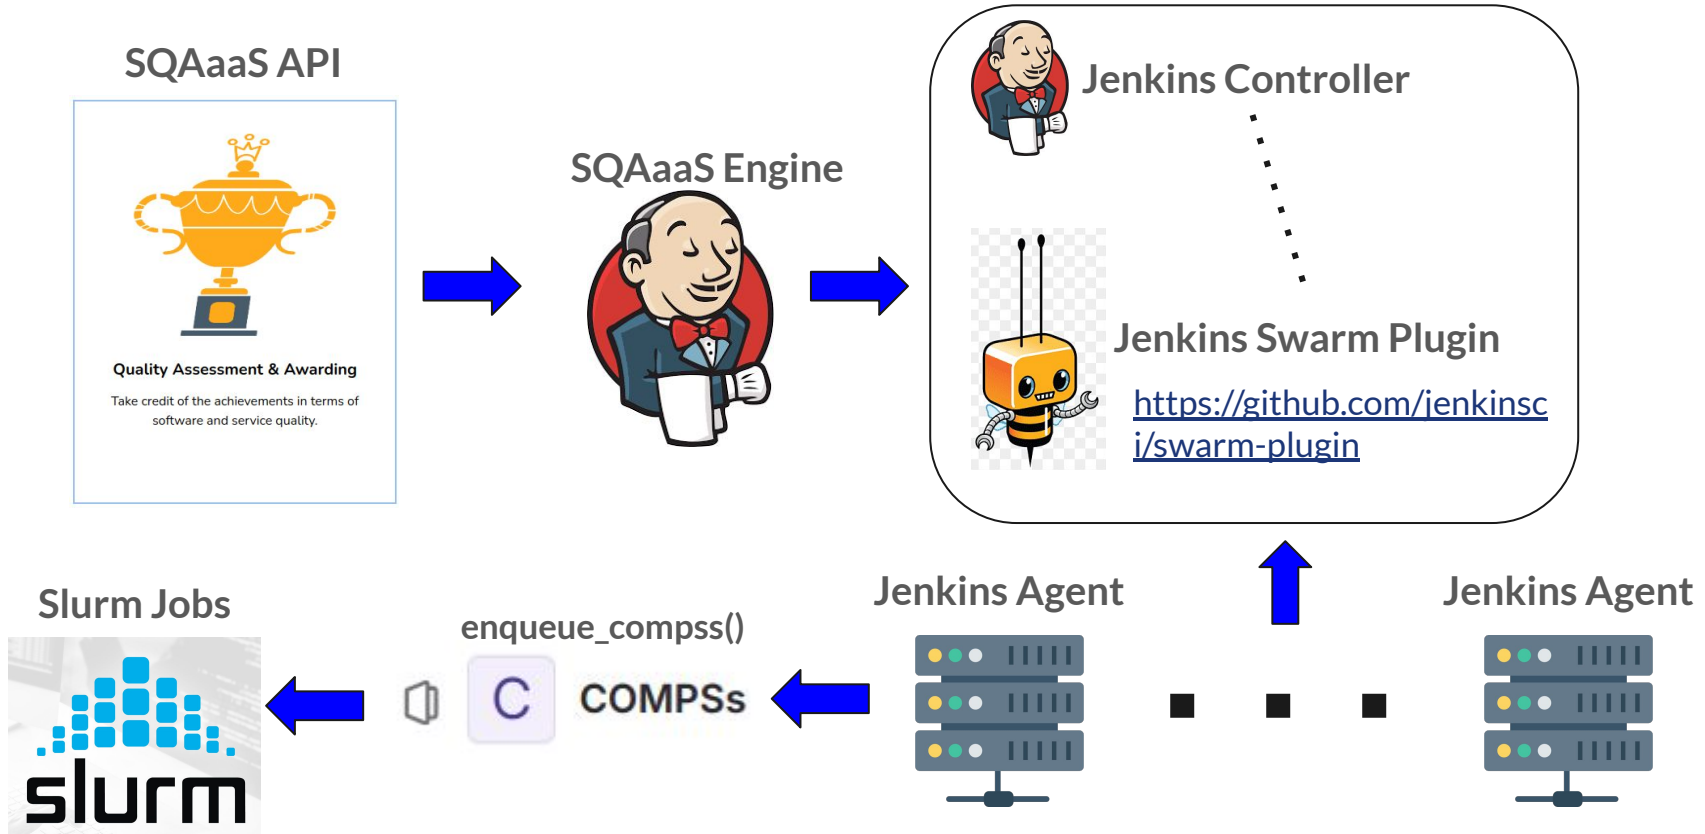 SQAaaS API
Quality Assessment & Awarding
Take credit of the achievements in terms of
software and service quality.
SQAaaS Engine
Jenkins Controller
Jenkins Swarm Plugin
https://github.com/jenkinsc
i/swarm-plugin
Slurm Jobs
slurm
enqueue_compss()
C COMPSs
Jenkins Agent
Jenkins Agent